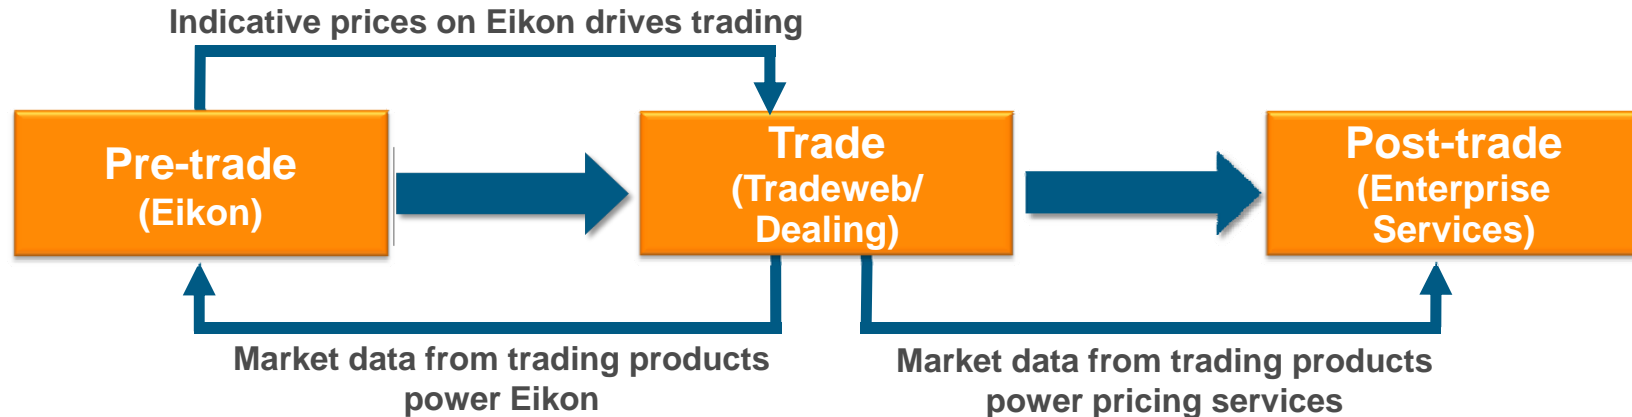 Indicative prices on Eikon drives trading
Pre-trade
(Eikon)
Trade
(Tradeweb/
Dealing)
Post-trade
(Enterprise
Services)
Market data from trading products
power Eikon
Market data from trading products
power pricing services